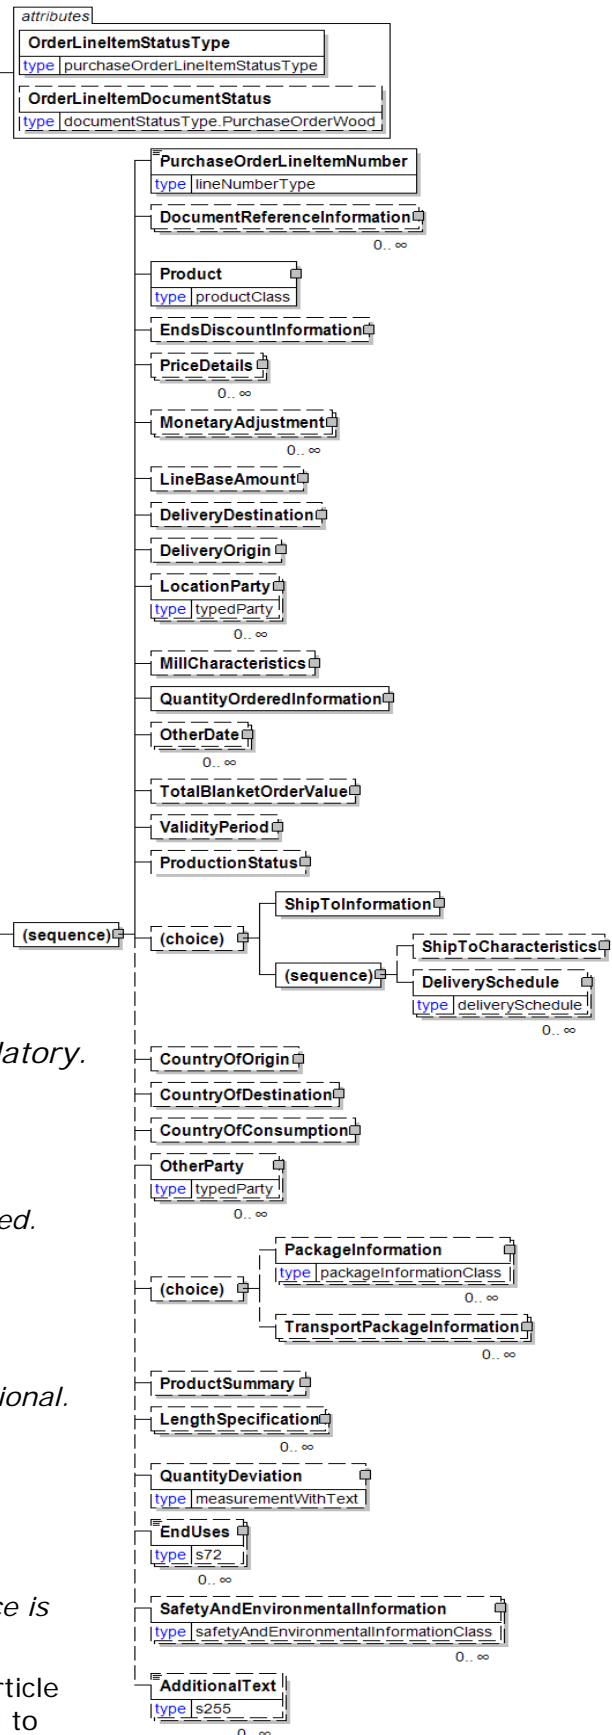 attributes
OrderLineItemStatusType
type purchaseOrderLineItemStatusType
OrderLineItemDocumentStatus
type documentStatusType.PurchaseOrderWood
PurchaseOrderLineItemNumber
type lineNumberType
DocumentReferenceInformation
0..∞
Product
type productClass
EndsDiscountInformation
PriceDetails
0..∞
MonetaryAdjustment
0..∞
LineBaseAmount
DeliveryDestination
DeliveryOrigin
LocationParty
type typedParty
0..∞
MillCharacteristics
QuantityOrderedInformation
OtherDate
0..∞
TotalBlanketOrderValue
ValidityPeriod
ProductionStatus
ShipToInformation
(sequence)
(choice)
ShipToCharacteristics
(sequence)
DeliverySchedule
type deliverySchedule
0..∞
latory.
CountryOfOrigin
CountryOfDestination
CountryOfConsumption
OtherParty
type typedParty
0..∞
ed.
PackageInformation
type packageInformationClass
0..∞
(choice)
TransportPackageInformation
0..∞
ProductSummary
ional.
LengthSpecification
0..∞
QuantityDeviation
type measurementWithText
EndUses
type s72
0..∞
ce is
SafetyAndEnvironmentalInformation
type safetyAndEnvironmentalInformationClass
0..∞
rticle
AdditionalText
type s255
to
0..∞